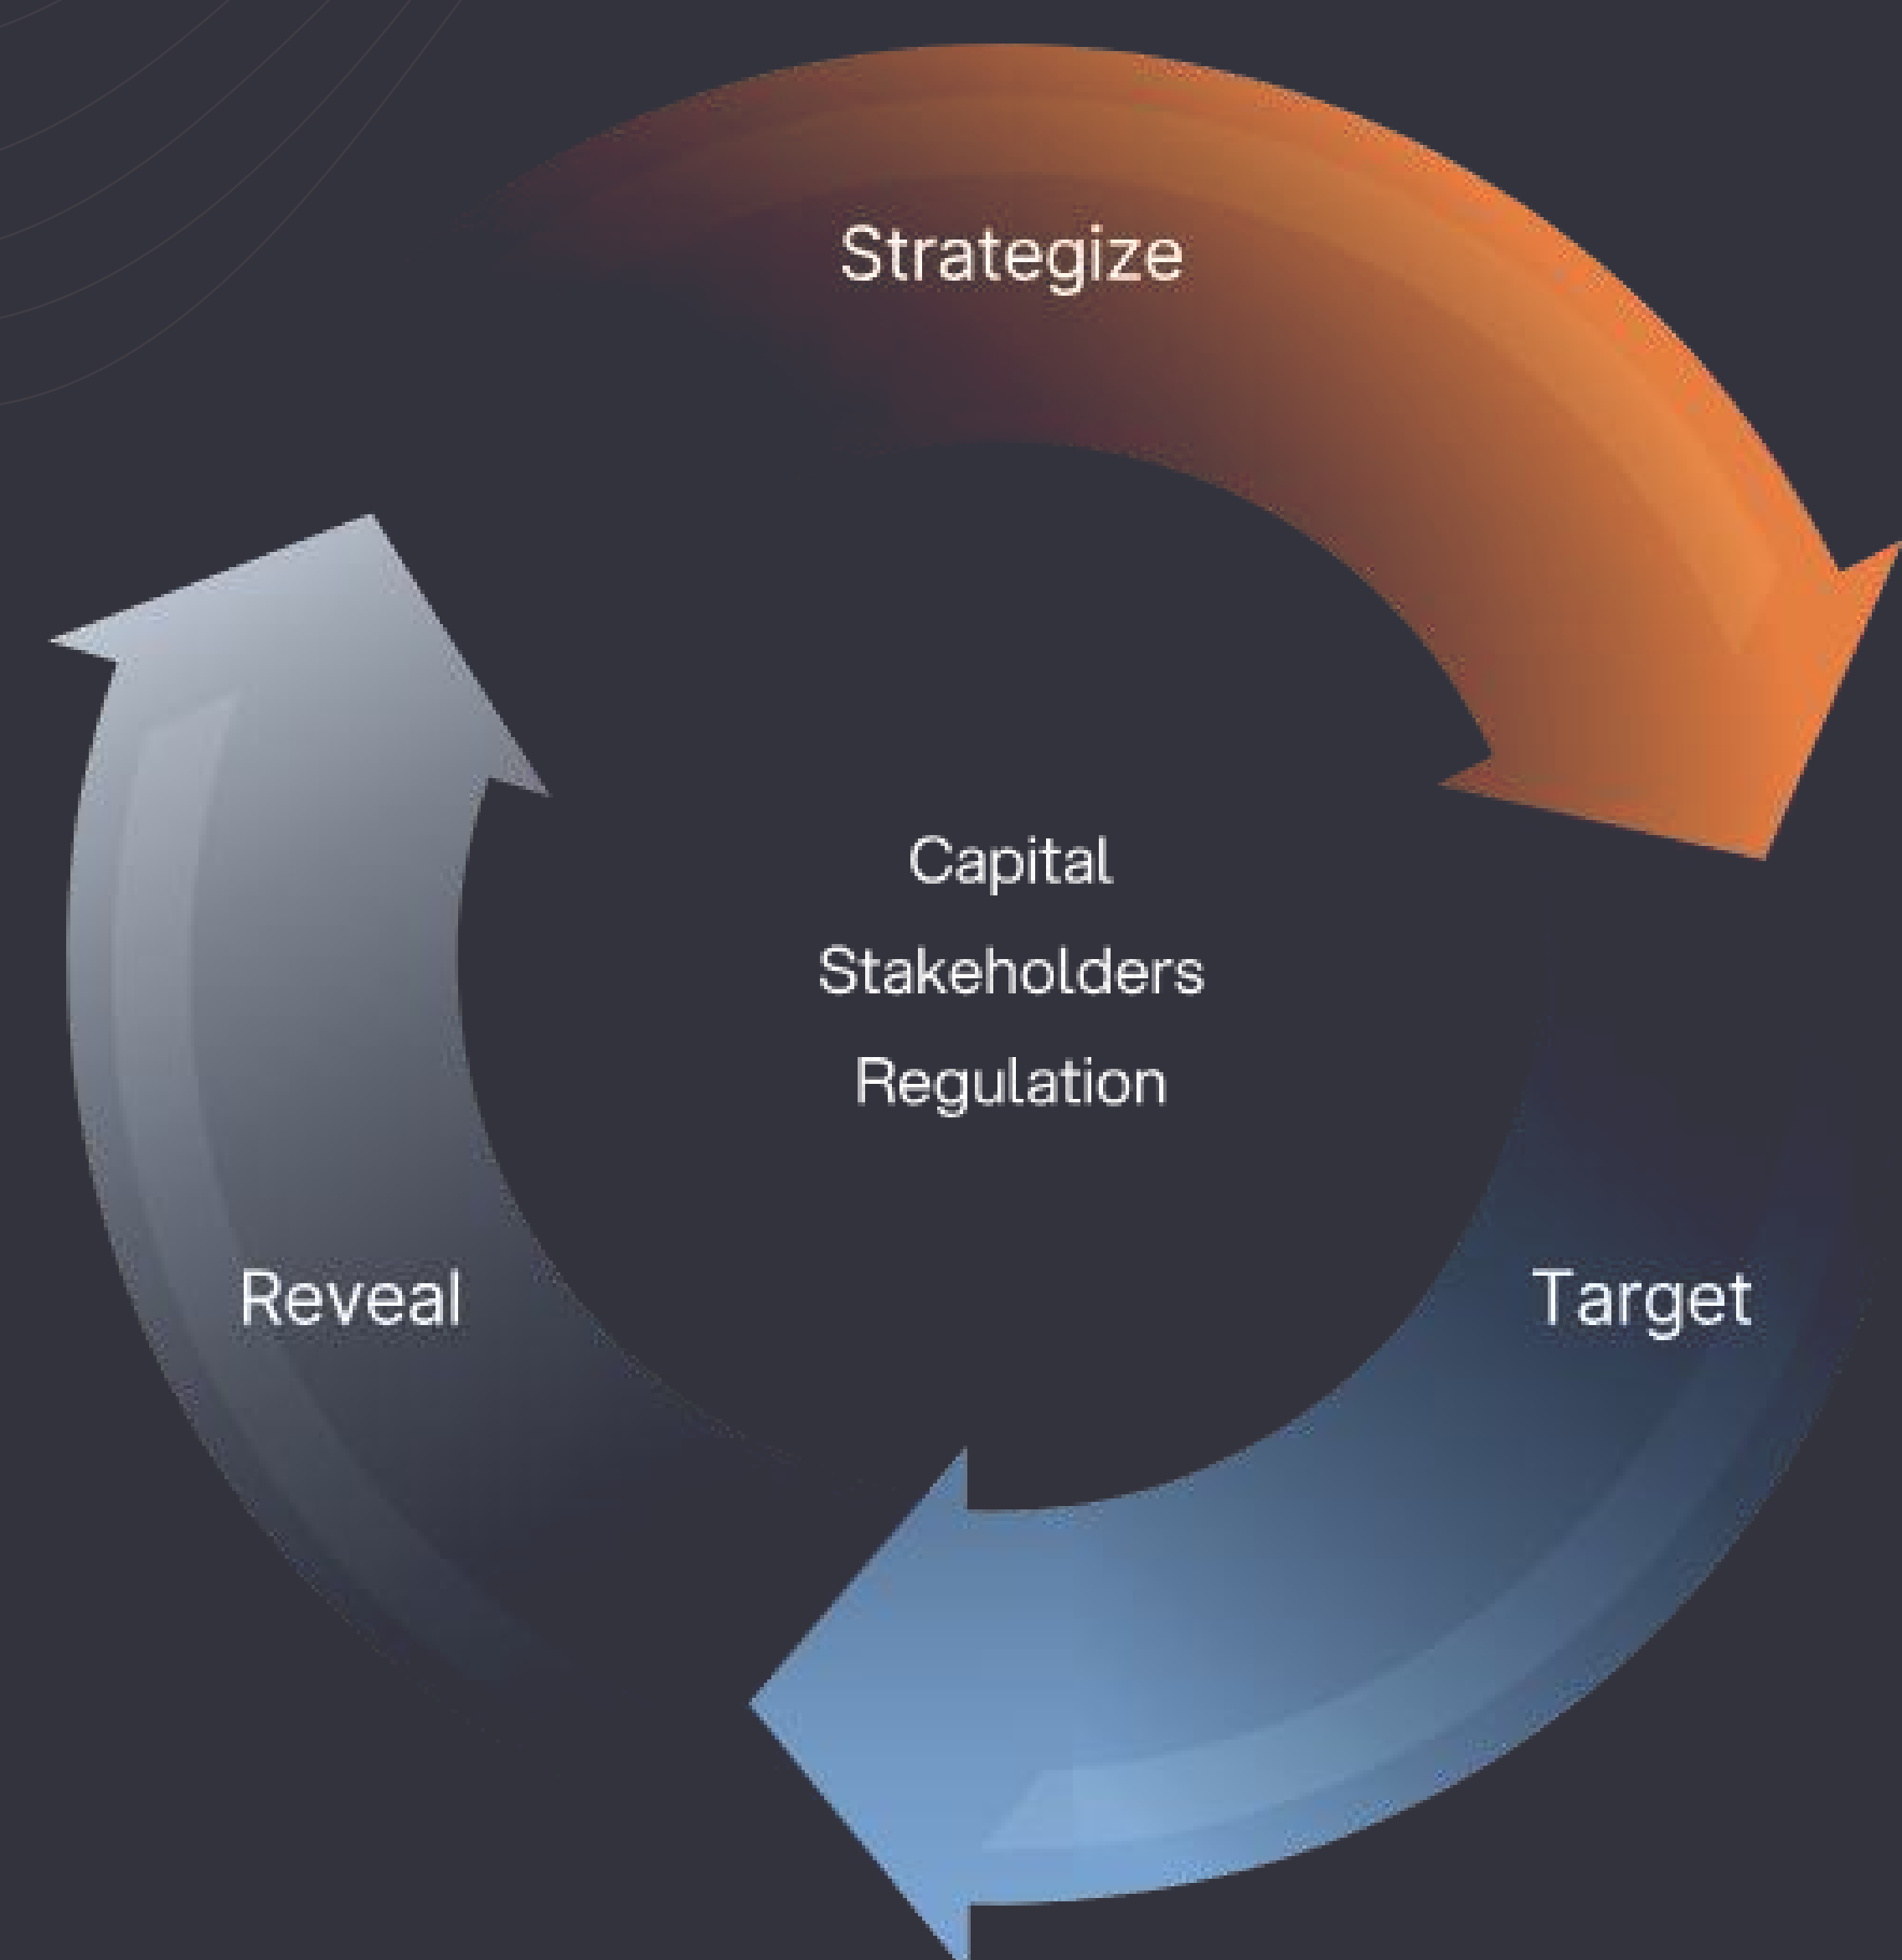 Strategize
Capital
Stakeholders
Regulation
Reveal
Target